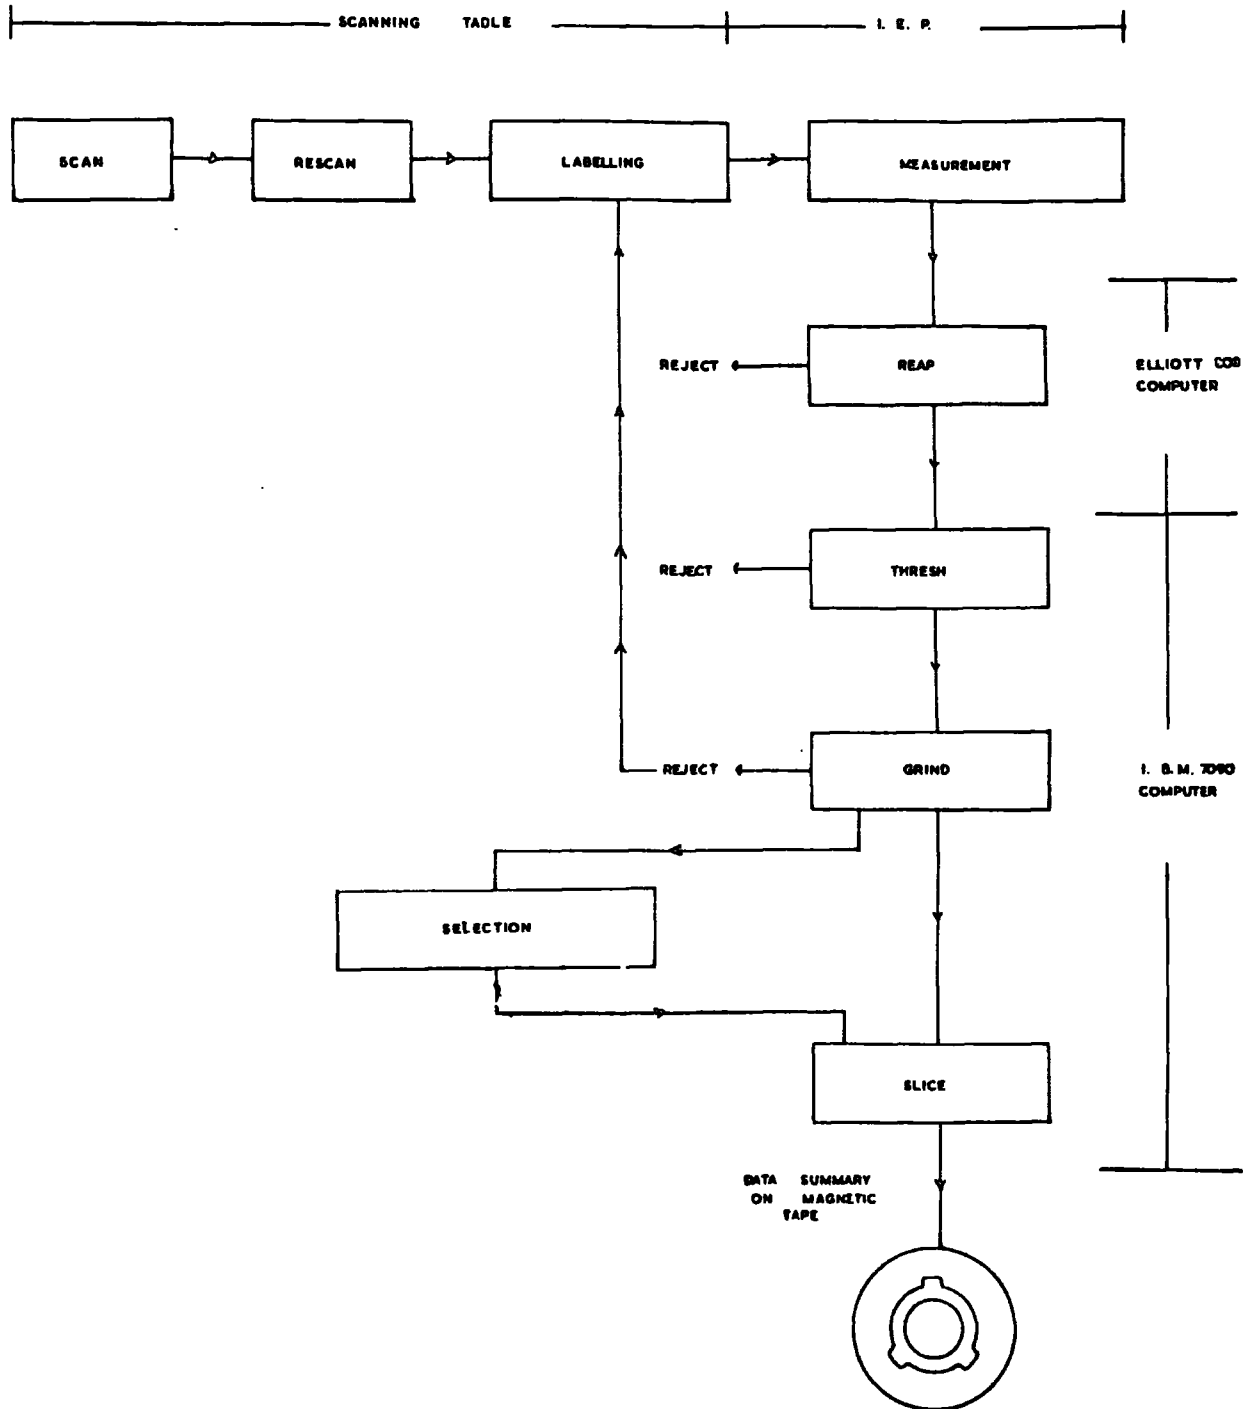 SCANNING TABLE
I. E. P.
SCAN
RESCAN
LABELLING
MEASUREMENT
REJECT
REAP
ELLIOTT
COMPUTER
REJECT
THRESH
REJECT
GRIND
I. B. M. 7090
COMPUTER
SELECTION
SLICE
DATA SUMMARY
ON MAGNETIC
TAPE